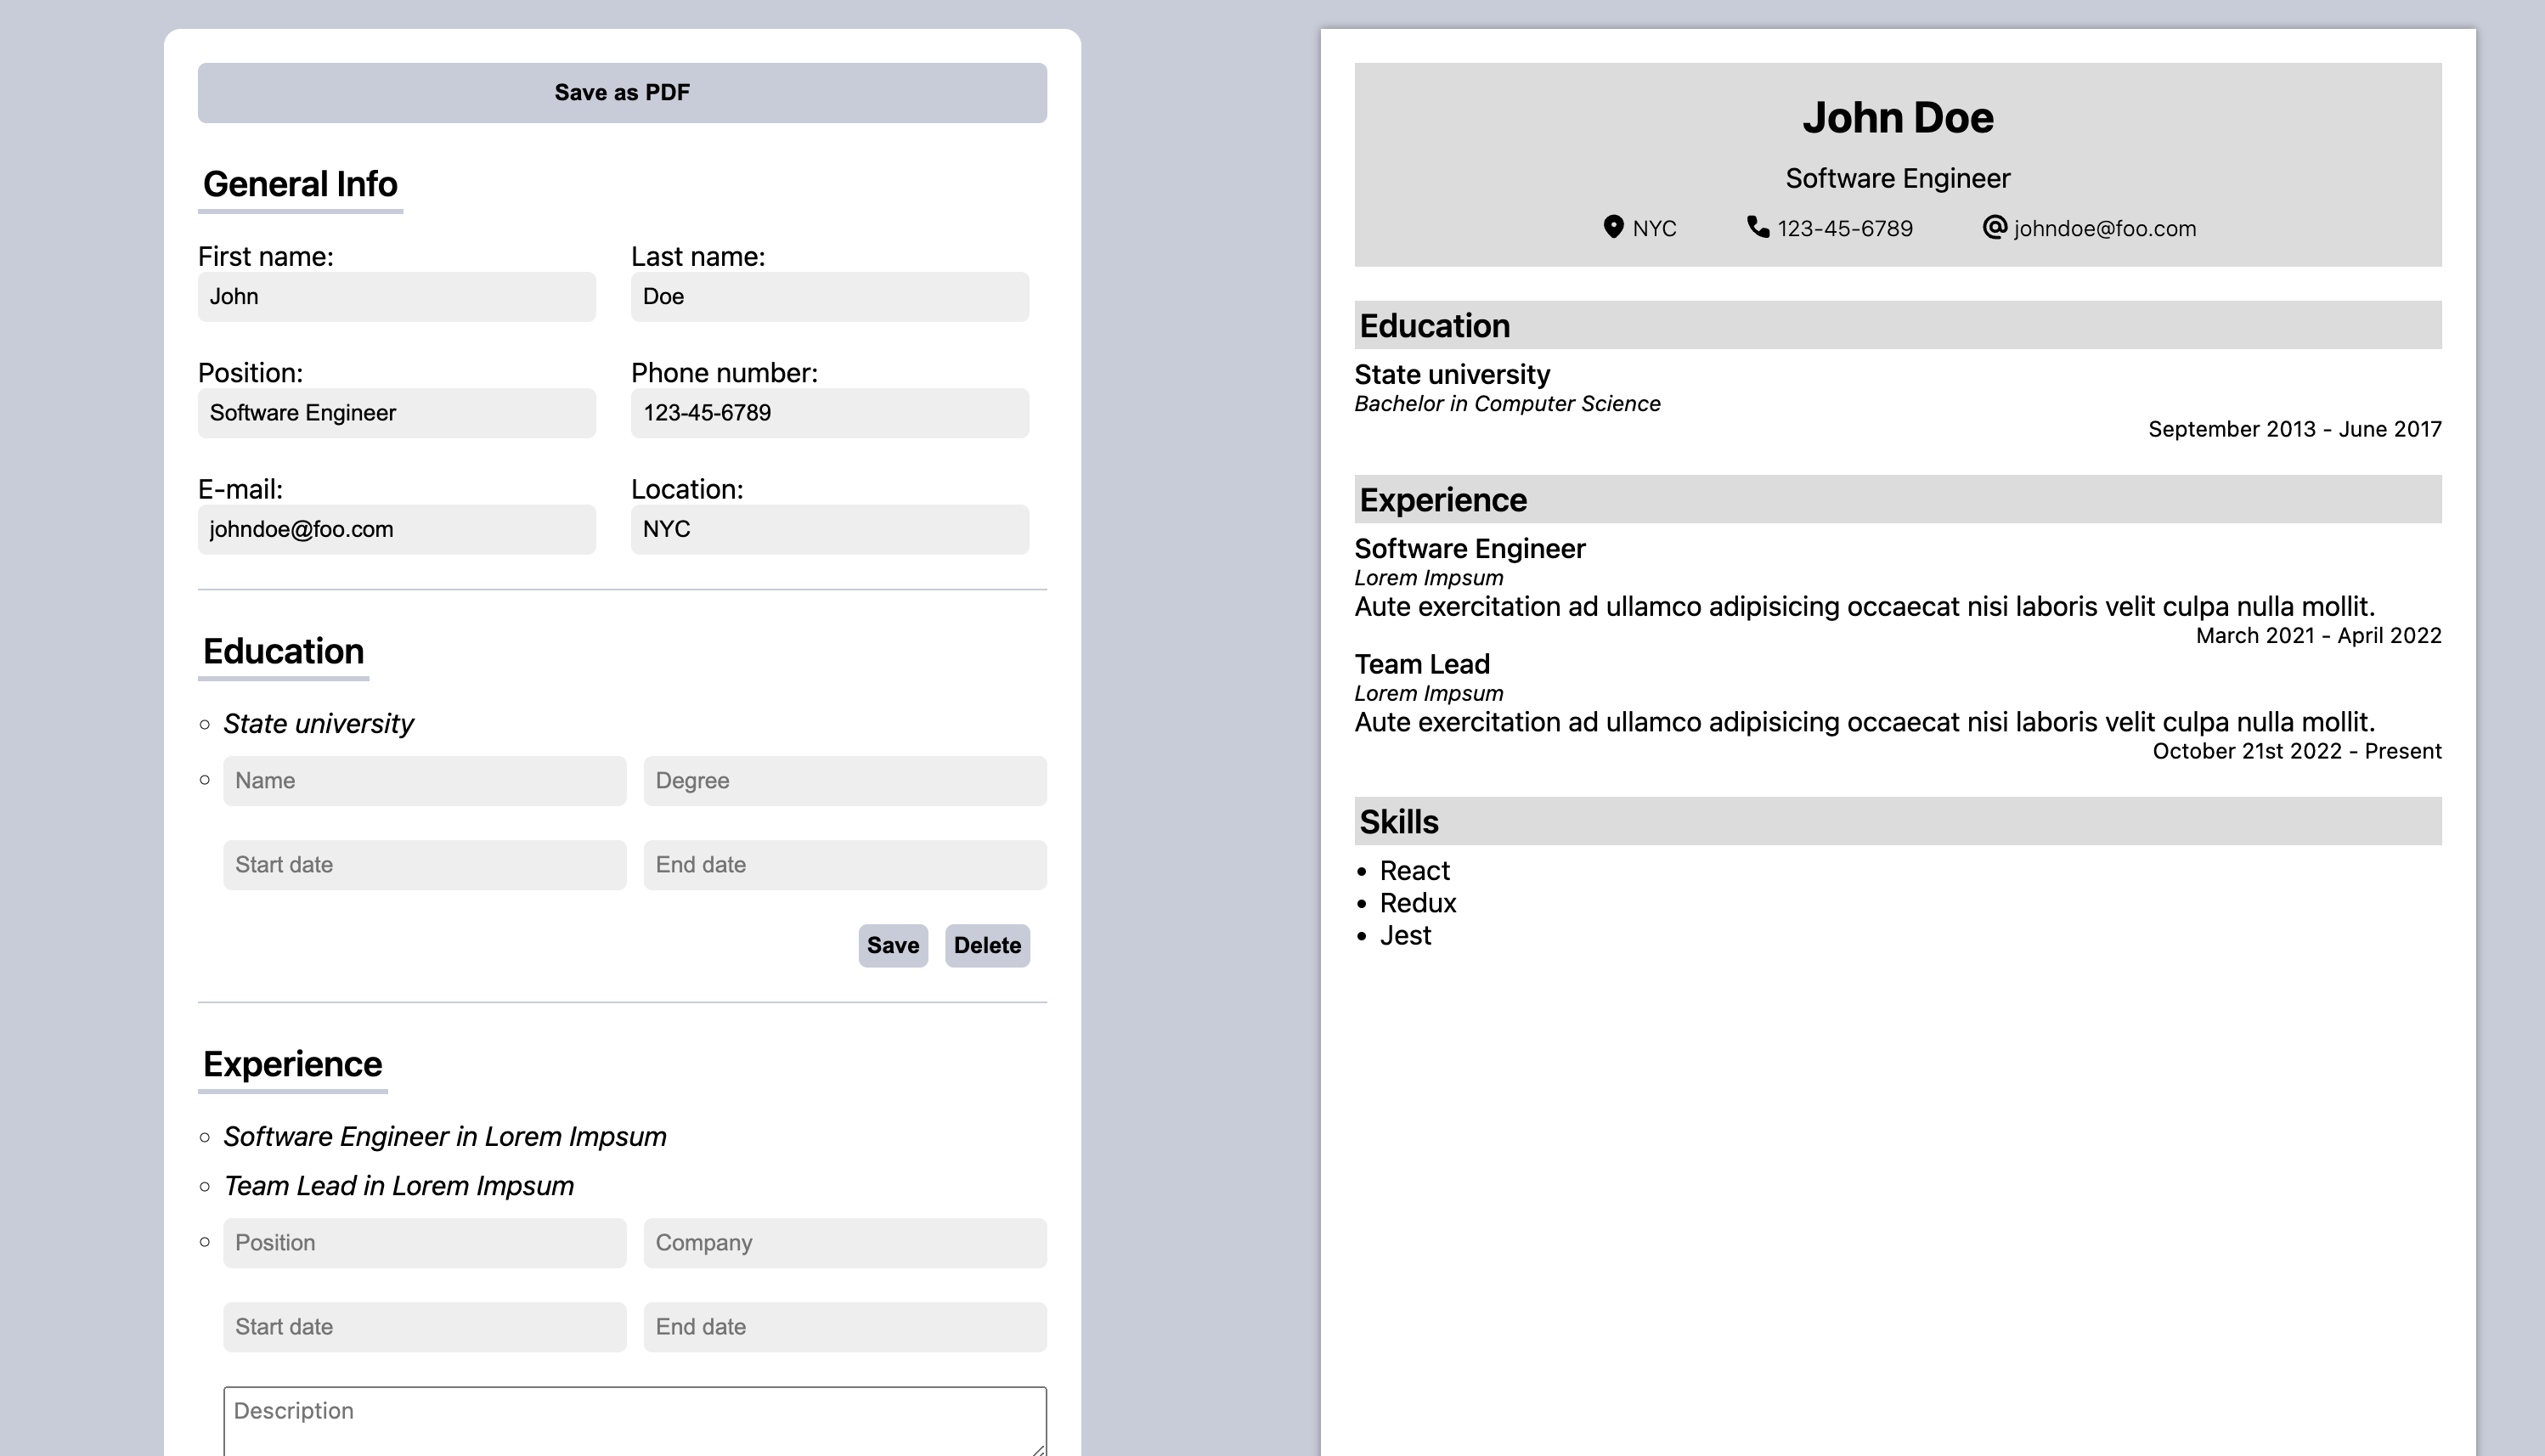 Save as PDF
General Info
First name:
John
Last name:
Doe
Position:
Software Engineer
Phone number:
123-45-6789
E-mail:
johndoe@foo.com
Location:
NYC
Education
State university
Name
Degree
Start date
End date
Save
Delete
Experience
Software Engineer in Lorem Impsum
Team Lead in Lorem Impsum
Position
Company
Start date
End date
Description
John Doe
Software Engineer
NYC 123-45-6789 johndoe@foo.com
Education
State university
Bachelor in Computer Science
September 2013 - June 2017
Experience
Software Engineer
Lorem Impsum
Aute exercitation ad ullamco adipisicing occaecat nisi laboris velit culpa nulla mollit.
March 2021 - April 2022
Team Lead
Lorem Impsum
Aute exercitation ad ullamco adipisicing occaecat nisi laboris velit culpa nulla mollit.
October 21st 2022 - Present
Skills
React
Redux
Jest